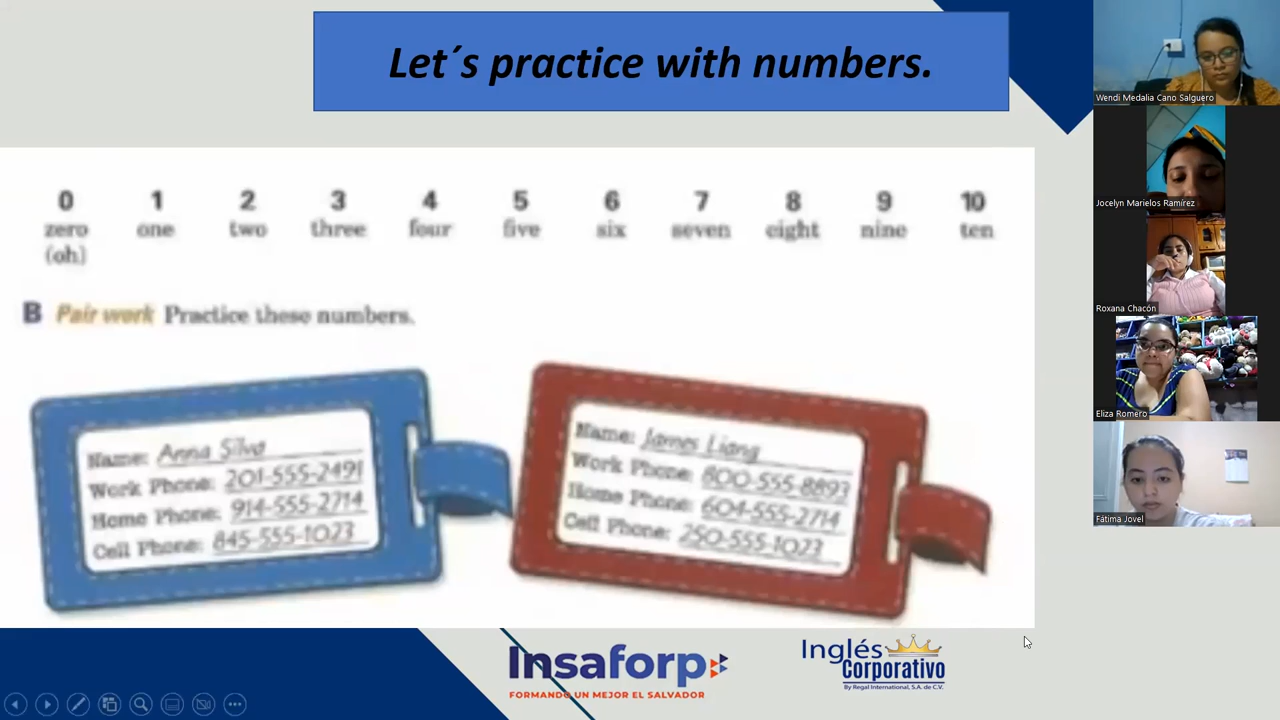 Let´s practice with numbers.
0 1 2 3 4 5 6 7 8 9 10
zero one two three four five six seven eight nine ten
(oh)
B Pair work Practice these numbers.
Name: Anna Silva
Work Phone: 201-555-2491
Home Phone: 914-555-2714
Cell Phone: 845-555-1023
Name: James Liang
Work Phone: 800-555-8893
Home Phone: 604-555-2714
Cell Phone: 250-555-1023
Insaforp
FORMANDO UN MEJOR EL SALVADOR
Inglés
Corporativo
By Regal International, S.A. de C.V.
Wendi Medalia Cano Salguero
Jocelyn Marielos Ramírez
Roxana Chacón
Eliza Romero
Fátima Jovel